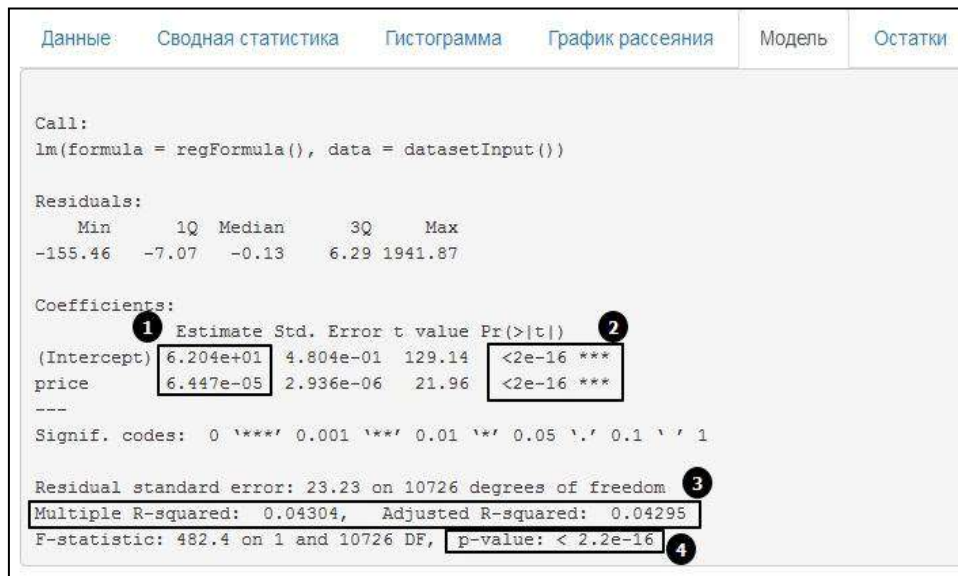 Данные Сводная статистика Гистограмма График рассеяния Модель Остатки
Call:
lm(formula = regFormula(), data = datasetInput())
Residuals:
Min 1Q Median 3Q Max
-155.46 -7.07 -0.13 6.29 1941.87
Coefficients:
1 Estimate Std. Error t value Pr(>|t|) 2
(Intercept) 6.204e+01 4.804e-01 129.14 <2e-16 ***
price 6.447e-05 2.936e-06 21.96 <2e-16 ***
---
Signif. codes: 0 ‘***’ 0.001 ‘**’ 0.01 ‘*’ 0.05 ‘.’ 0.1 ‘ ’ 1
Residual standard error: 23.23 on 10726 degrees of freedom 3
Multiple R-squared: 0.04304, Adjusted R-squared: 0.04295
F-statistic: 482.4 on 1 and 10726 DF, p-value: < 2.2e-16 4